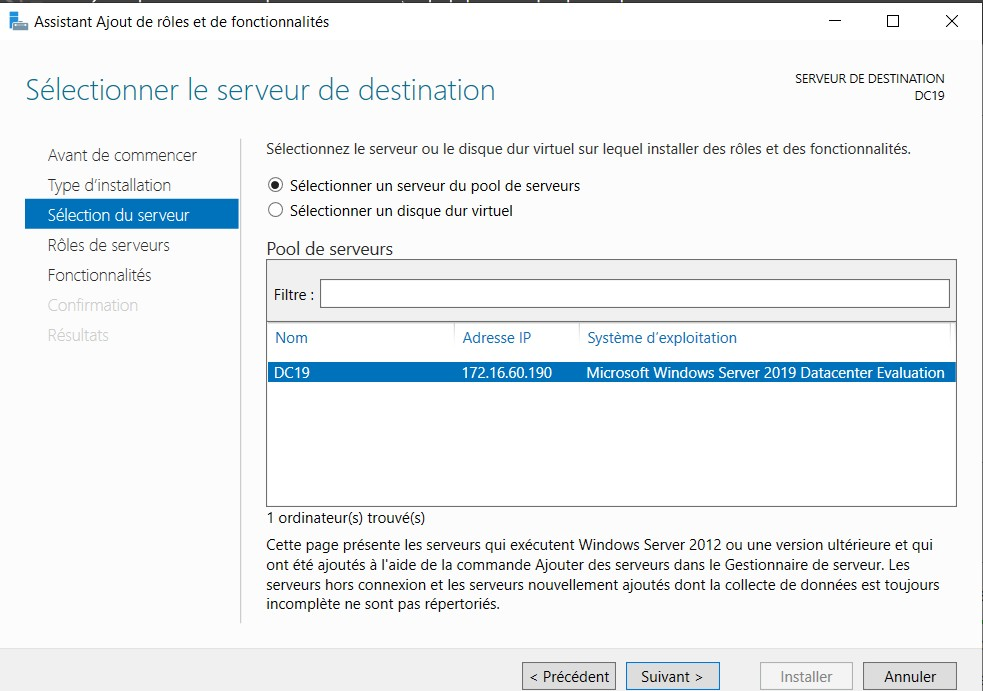 Assistant Ajout de rôles et de fonctionnalités
Sélectionner le serveur de destination
SERVEUR DE DESTINATION
DC19
Avant de commencer
Type d'installation
Sélection du serveur
Rôles de serveurs
Fonctionnalités
Confirmation
Résultats
Sélectionnez le serveur ou le disque dur virtuel sur lequel installer des rôles et des fonctionnalités.
Sélectionner un serveur du pool de serveurs
Sélectionner un disque dur virtuel
Pool de serveurs
Filtre :
Nom Adresse IP Système d'exploitation
DC19 172.16.60.190 Microsoft Windows Server 2019 Datacenter Evaluation
1 ordinateur(s) trouvé(s)
Cette page présente les serveurs qui exécutent Windows Server 2012 ou une version ultérieure et qui
ont été ajoutés à l'aide de la commande Ajouter des serveurs dans le Gestionnaire de serveur. Les
serveurs hors connexion et les serveurs nouvellement ajoutés dont la collecte de données est toujours
incomplète ne sont pas répertoriés.
< Précédent Suivant > Installer Annuler